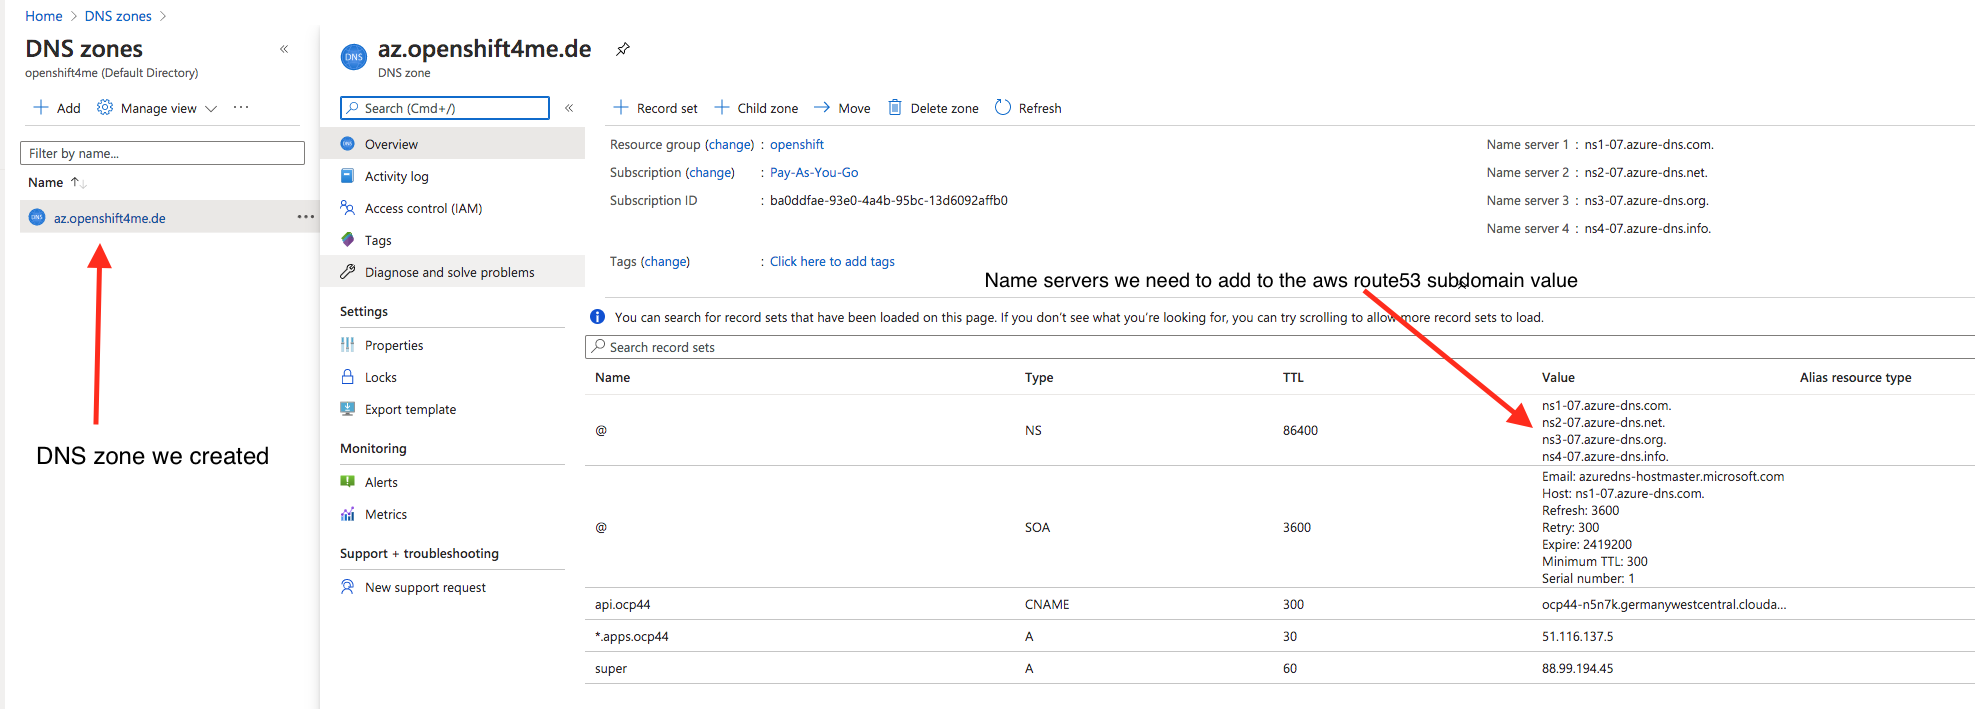 Home > DNS zones >
DNS zones «
openshift4me (Default Directory)
+ Add Manage view ...
Filter by name...
Name ↑↓
DNS az.openshift4me.de ...
DNS zone we created
DNS az.openshift4me.de
DNS zone
Search (Cmd+/) «
DNS Overview
Activity log
Access control (IAM)
Tags
Diagnose and solve problems
Settings
Properties
Locks
Export template
Monitoring
Alerts
Metrics
Support + troubleshooting
New support request
+ Record set + Child zone → Move Delete zone Refresh
Resource group (change) : openshift
Subscription (change) : Pay-As-You-Go
Subscription ID : ba0ddfae-93e0-4a4b-95bc-13d6092affb0
Tags (change) : Click here to add tags
Name server 1 : ns1-07.azure-dns.com.
Name server 2 : ns2-07.azure-dns.net.
Name server 3 : ns3-07.azure-dns.org.
Name server 4 : ns4-07.azure-dns.info.
Name servers we need to add to the aws route53 subdomain value
You can search for record sets that have been loaded on this page. If you don't see what you're looking for, you can try scrolling to allow more record sets to load.
Search record sets
Name Type TTL Value Alias resource type
@ NS 86400
ns1-07.azure-dns.com.
ns2-07.azure-dns.net.
ns3-07.azure-dns.org.
ns4-07.azure-dns.info.
@ SOA 3600
Email: azuredns-hostmaster.microsoft.com
Host: ns1-07.azure-dns.com.
Refresh: 3600
Retry: 300
Expire: 2419200
Minimum TTL: 300
Serial number: 1
api.ocp44 CNAME 300 ocp44-n5n7k.germanywestcentral.clouda...
*.apps.ocp44 A 30 51.116.137.5
super A 60 88.99.194.45